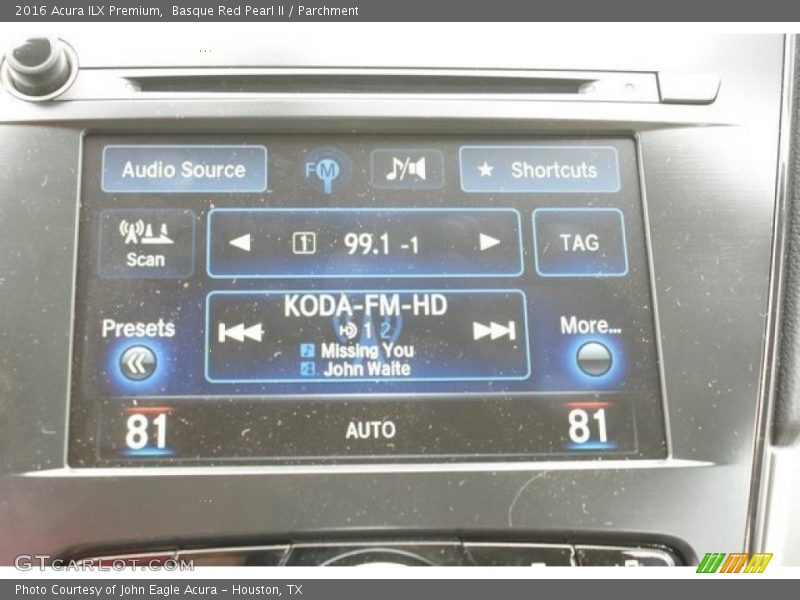 2016 Acura ILX Premium, Basque Red Pearl II / Parchment
Audio Source
FM
Shortcuts
Scan
1 99.1 -1
TAG
KODA-FM-HD
Presets
1 2
More...
Missing You
John Waite
81
AUTO
81
GTCARLOT.COM
Photo Courtesy of John Eagle Acura - Houston, TX